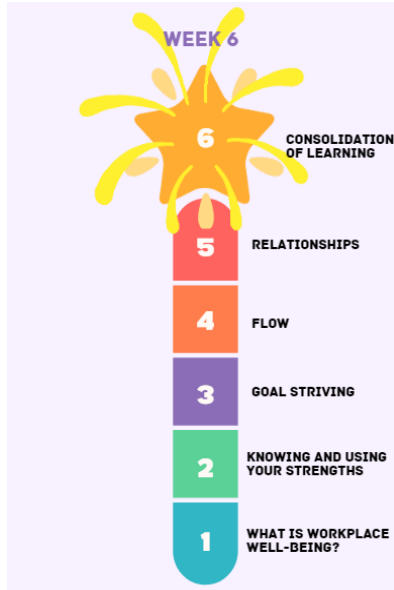 WEEK 6
6
CONSOLIDATION
OF LEARNING
5
RELATIONSHIPS
4
FLOW
3
GOAL STRIVING
2
KNOWING AND USING
YOUR STRENGTHS
1
WHAT IS WORKPLACE
WELL-BEING?